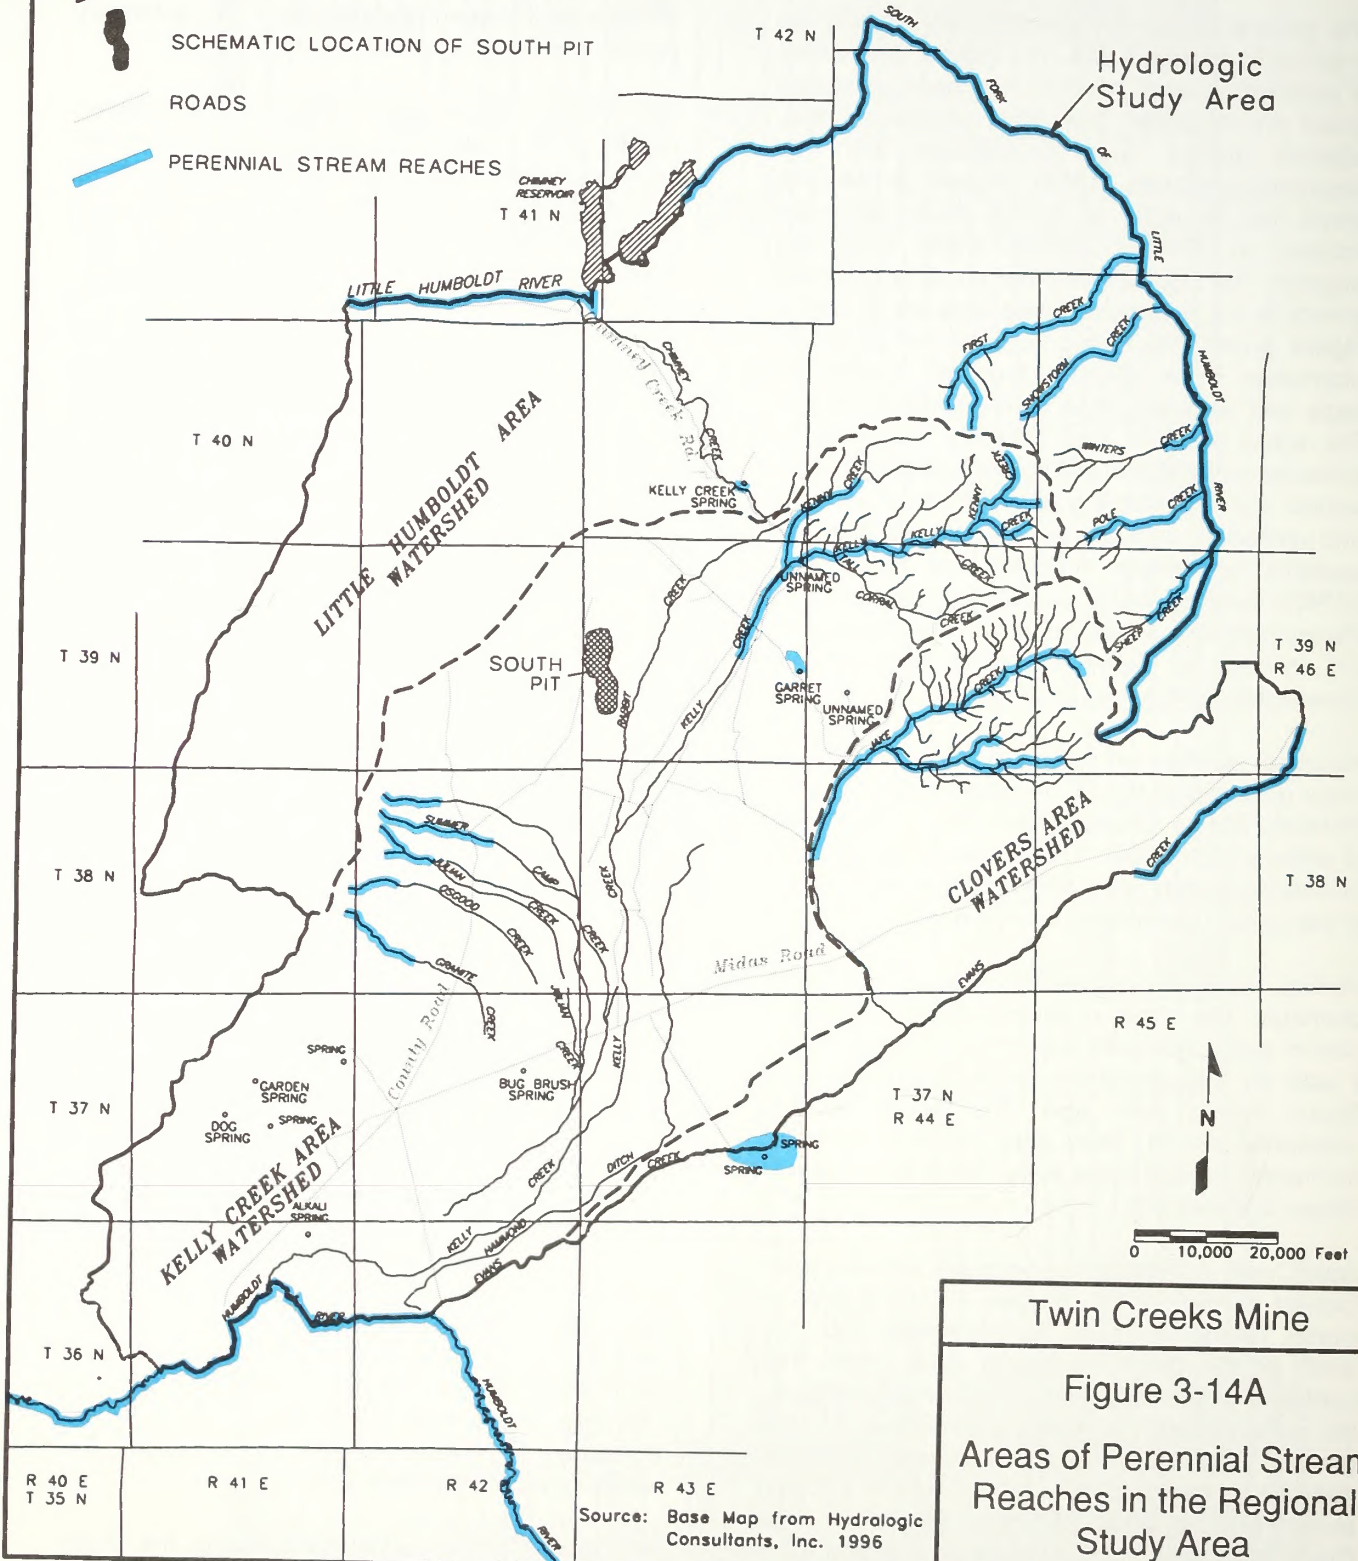 SCHEMATIC LOCATION OF SOUTH PIT
ROADS
PERENNIAL STREAM REACHES
T 42 N
SOUTH
FORK
OF
LITTLE
HUMBOLDT
RIVER
Hydrologic
Study Area
CHIMNEY
RESERVOIR
T 41 N
LITTLE HUMBOLDT RIVER
Chimney Creek Rd.
CHIMNEY
CREEK
FIRST
CREEK
SNOWSTORM
CREEK
WINTERS
CREEK
POLE
CREEK
SHEEP
CREEK
T 40 N
LITTLE HUMBOLDT AREA
WATERSHED
KELLY CREEK
SPRING
KENNY
CREEK
KENNY
CREEK
KELLY
KELLY
CREEK
UNNAMED
SPRING
TALL
CORRAL
CREEK
CREEK
CREEK
CREEK
T 39 N
SOUTH
PIT
RABBIT
KELLY
GARRET
SPRING
UNNAMED
SPRING
JAKE
CREEK
T 39 N
R 46 E
SUMMER
CAMP
CREEK
JULIAN
CREEK
OSGOOD
CREEK
GRANITE
CREEK
CREEK
JULIAN
CREEK
KELLY
T 38 N
CLOVERS AREA
WATERSHED
CREEK
T 38 N
Midas Road
EVANS
County Road
R 45 E
SPRING
GARDEN
SPRING
DOG
SPRING
SPRING
BUG BRUSH
SPRING
T 37 N
T 37 N
R 44 E
N
SPRING
SPRING
DITCH
CREEK
CREEK
KELLY
HAMMOND
EVANS
KELLY CREEK AREA
WATERSHED
ALKALI
SPRING
0 10,000 20,000 Feet
HUMBOLDT
RIVER
T 36 N
HUMBOLDT
RIVER
R 40 E
T 35 N
R 41 E
R 42 E
R 43 E
Source: Base Map from Hydrologic
Consultants, Inc. 1996
Twin Creeks Mine
Figure 3-14A
Areas of Perennial Stream
Reaches in the Regional
Study Area